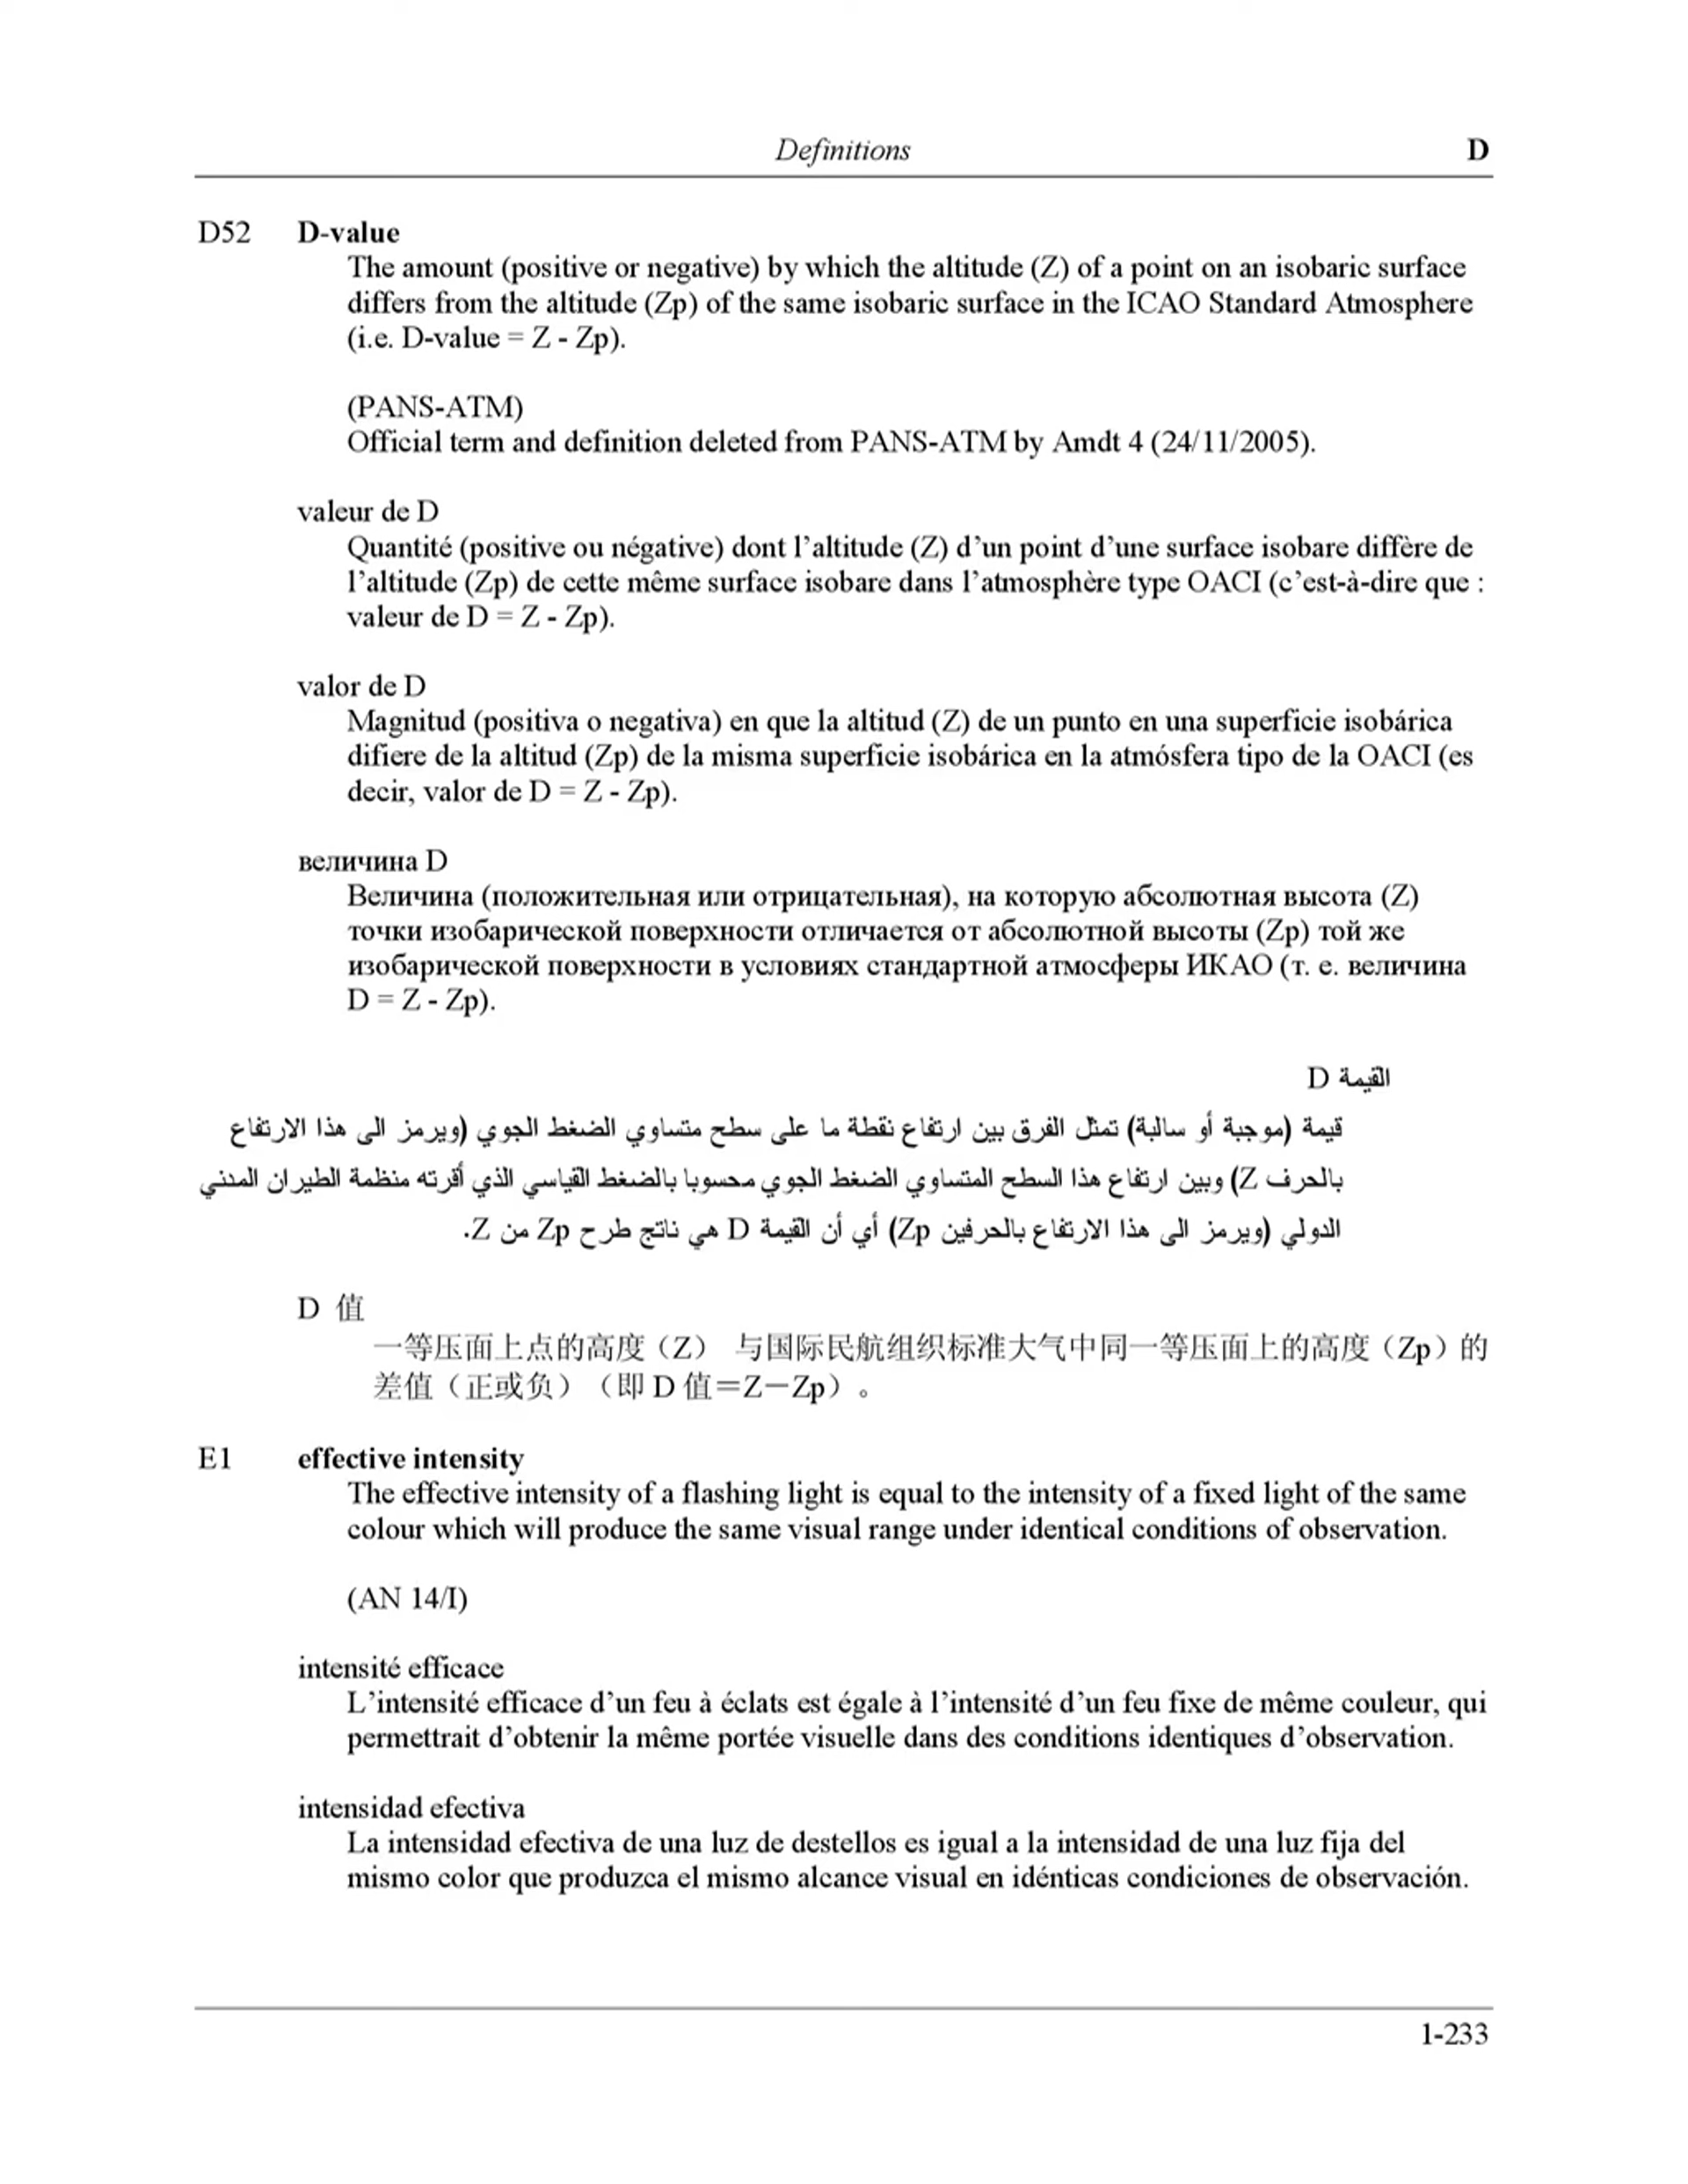 Definitions D
D52 D-value
The amount (positive or negative) by which the altitude (Z) of a point on an isobaric surface
differs from the altitude (Zp) of the same isobaric surface in the ICAO Standard Atmosphere
(i.e. D-value = Z - Zp).
(PANS-ATM)
Official term and definition deleted from PANS-ATM by Amdt 4 (24/11/2005).
valeur de D
Quantité (positive ou négative) dont l’altitude (Z) d’un point d’une surface isobare diffère de
l’altitude (Zp) de cette même surface isobare dans l’atmosphère type OACI (c’est-à-dire que :
valeur de D = Z - Zp).
valor de D
Magnitud (positiva o negativa) en que la altitud (Z) de un punto en una superficie isobárica
difiere de la altitud (Zp) de la misma superficie isobárica en la atmósfera tipo de la OACI (es
decir, valor de D = Z - Zp).
величина D
Величина (положительная или отрицательная), на которую абсолютная высота (Z)
точки изобарической поверхности отличается от абсолютной высоты (Zp) той же
изобарической поверхности в условиях стандартной атмосферы ИКАО (т. е. величина
D = Z - Zp).
القيمة D
قيمة (موجبة أو سالبة) تمثل الفرق بين ارتفاع نقطة ما على سطح متساوي الضغط الجوي (ويرمز الى هذا الارتفاع
بالحرف Z) وبين ارتفاع هذا السطح المتساوي الضغط الجوي محسوبا بالضغط القياسي الذي أقرته منظمة الطيران المدني
الدولي (ويرمز الى هذا الارتفاع بالحرفين Zp) أي أن القيمة D هي ناتج طرح Zp من Z.
D 值
一等压面上点的高度（Z） 与国际民航组织标准大气中同一等压面上的高度（Zp）的
差值（正或负）（即 D 值＝Z－Zp）。
E1 effective intensity
The effective intensity of a flashing light is equal to the intensity of a fixed light of the same
colour which will produce the same visual range under identical conditions of observation.
(AN 14/I)
intensité efficace
L’intensité efficace d’un feu à éclats est égale à l’intensité d’un feu fixe de même couleur, qui
permettrait d’obtenir la même portée visuelle dans des conditions identiques d’observation.
intensidad efectiva
La intensidad efectiva de una luz de destellos es igual a la intensidad de una luz fija del
mismo color que produzca el mismo alcance visual en idénticas condiciones de observación.
1-233